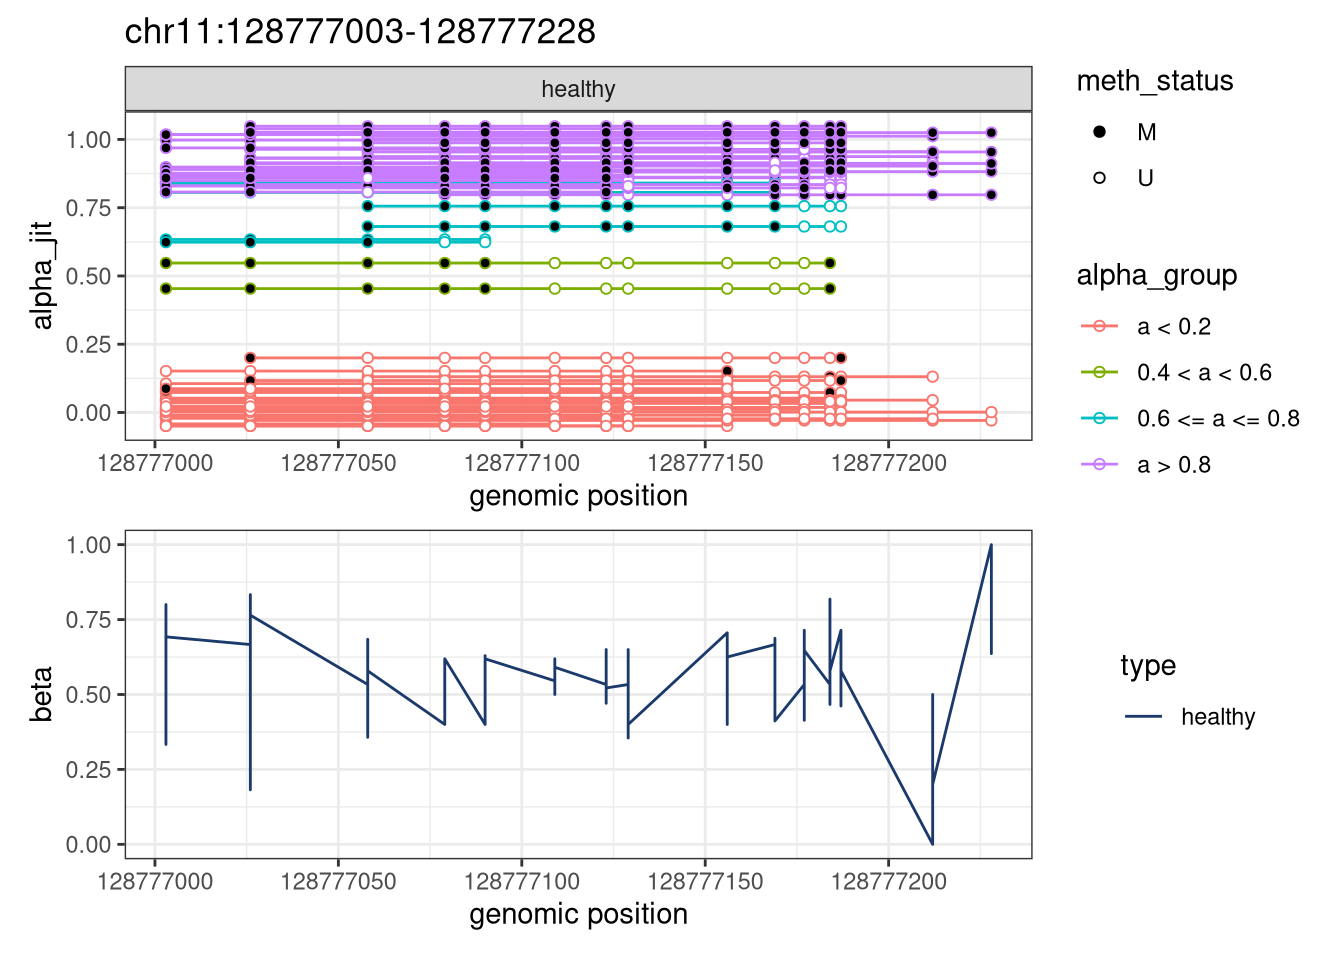 chr11:128777003-128777228
healthy
1.00
0.75
0.50
0.25
0.00
alpha_jit
128777000 128777050 128777100 128777150 128777200
genomic position
meth_status
M
U
alpha_group
a < 0.2
0.4 < a < 0.6
0.6 <= a <= 0.8
a > 0.8
1.00
0.75
0.50
0.25
0.00
beta
128777000 128777050 128777100 128777150 128777200
genomic position
type
healthy